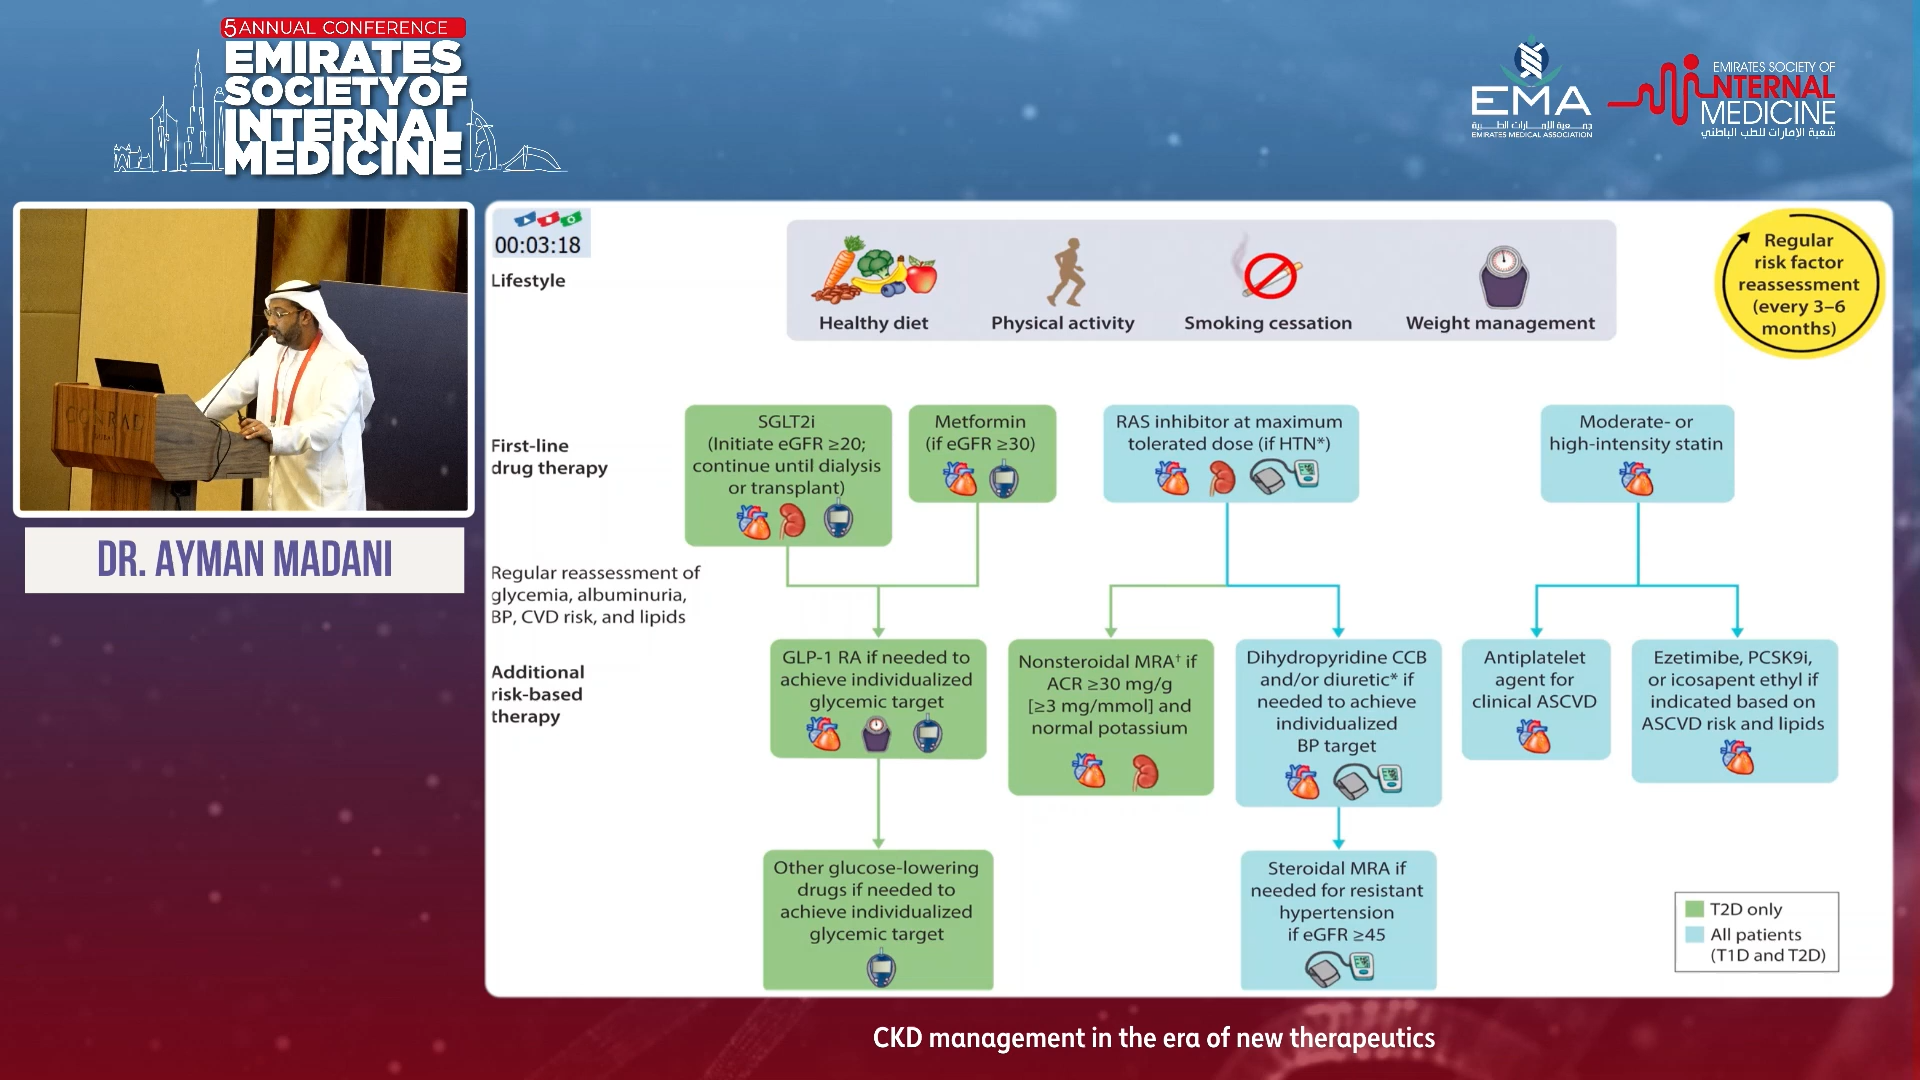 5 ANNUAL CONFERENCE
EMIRATES
SOCIETY OF
INTERNAL
MEDICINE
EMA
جمعية الإمارات الطبية
EMIRATES MEDICAL ASSOCIATION
EMIRATES SOCIETY OF
INTERNAL
MEDICINE
شعبة الإمارات للطب الباطني
CONRAD
DR. AYMAN MADANI
00:03:18
Lifestyle
Healthy diet
Physical activity
Smoking cessation
Weight management
Regular
risk factor
reassessment
(every 3–6
months)
First-line
drug therapy
SGLT2i
(Initiate eGFR ≥20;
continue until dialysis
or transplant)
Metformin
(if eGFR ≥30)
RAS inhibitor at maximum
tolerated dose (if HTN*)
Moderate- or
high-intensity statin
Regular reassessment of
glycemia, albuminuria,
BP, CVD risk, and lipids
Additional
risk-based
therapy
GLP-1 RA if needed to
achieve individualized
glycemic target
Nonsteroidal MRA† if
ACR ≥30 mg/g
[≥3 mg/mmol] and
normal potassium
Dihydropyridine CCB
and/or diuretic* if
needed to achieve
individualized
BP target
Antiplatelet
agent for
clinical ASCVD
Ezetimibe, PCSK9i,
or icosapent ethyl if
indicated based on
ASCVD risk and lipids
Other glucose-lowering
drugs if needed to
achieve individualized
glycemic target
Steroidal MRA if
needed for resistant
hypertension
if eGFR ≥45
T2D only
All patients
(T1D and T2D)
CKD management in the era of new therapeutics